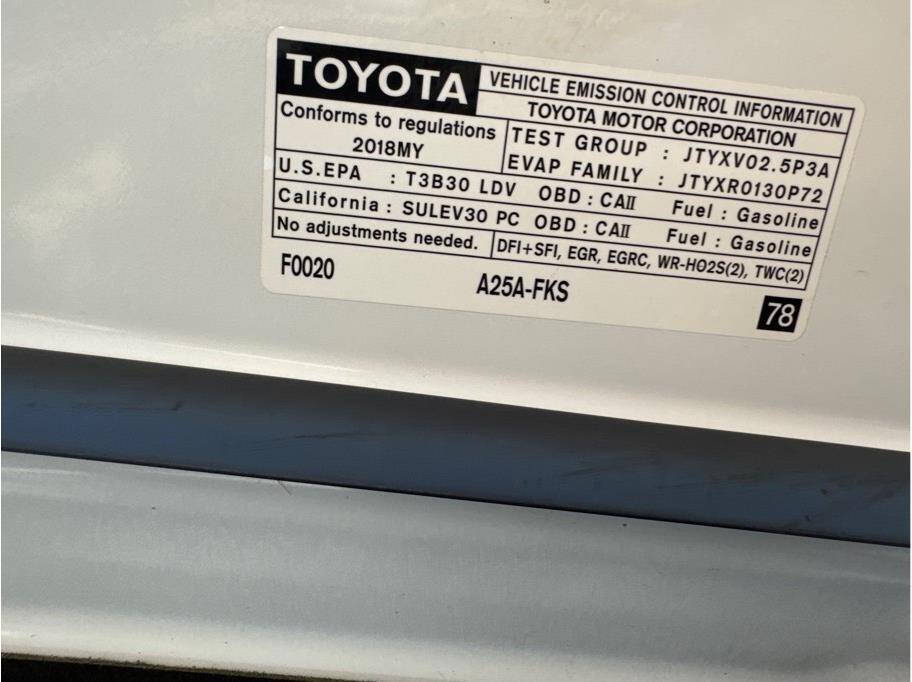 TOYOTA VEHICLE EMISSION CONTROL INFORMATION
TOYOTA MOTOR CORPORATION
Conforms to regulations
2018MY
TEST GROUP : JTYXV02.5P3A
EVAP FAMILY : JTYXR0130P72
U.S.EPA : T3B30 LDV OBD : CAII Fuel : Gasoline
California : SULEV30 PC OBD : CAII Fuel : Gasoline
No adjustments needed. DFI+SFI, EGR, EGRC, WR-HO2S(2), TWC(2)
F0020 A25A-FKS 78